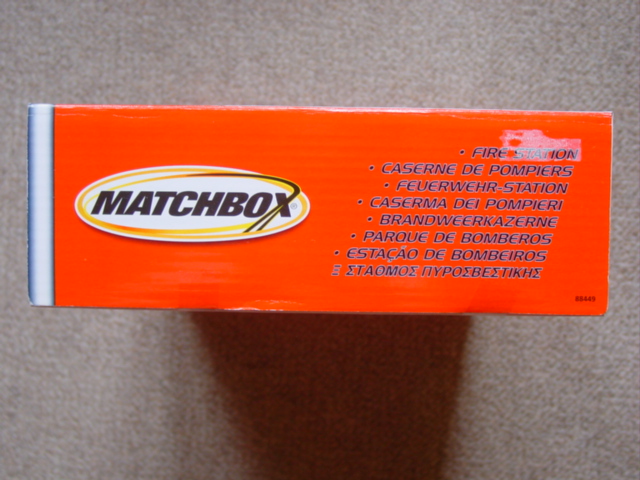 MATCHBOX®
• FIRE STATION
• CASERNE DE POMPIERS
• FEUERWEHR-STATION
• CASERMA DEI POMPIERI
• BRANDWEERKAZERNE
• PARQUE DE BOMBEROS
• ESTAÇÃO DE BOMBEIROS
Ξ ΣΤΑΘΜΟΣ ΠΥΡΟΣΒΕΣΤΙΚΗΣ
88449